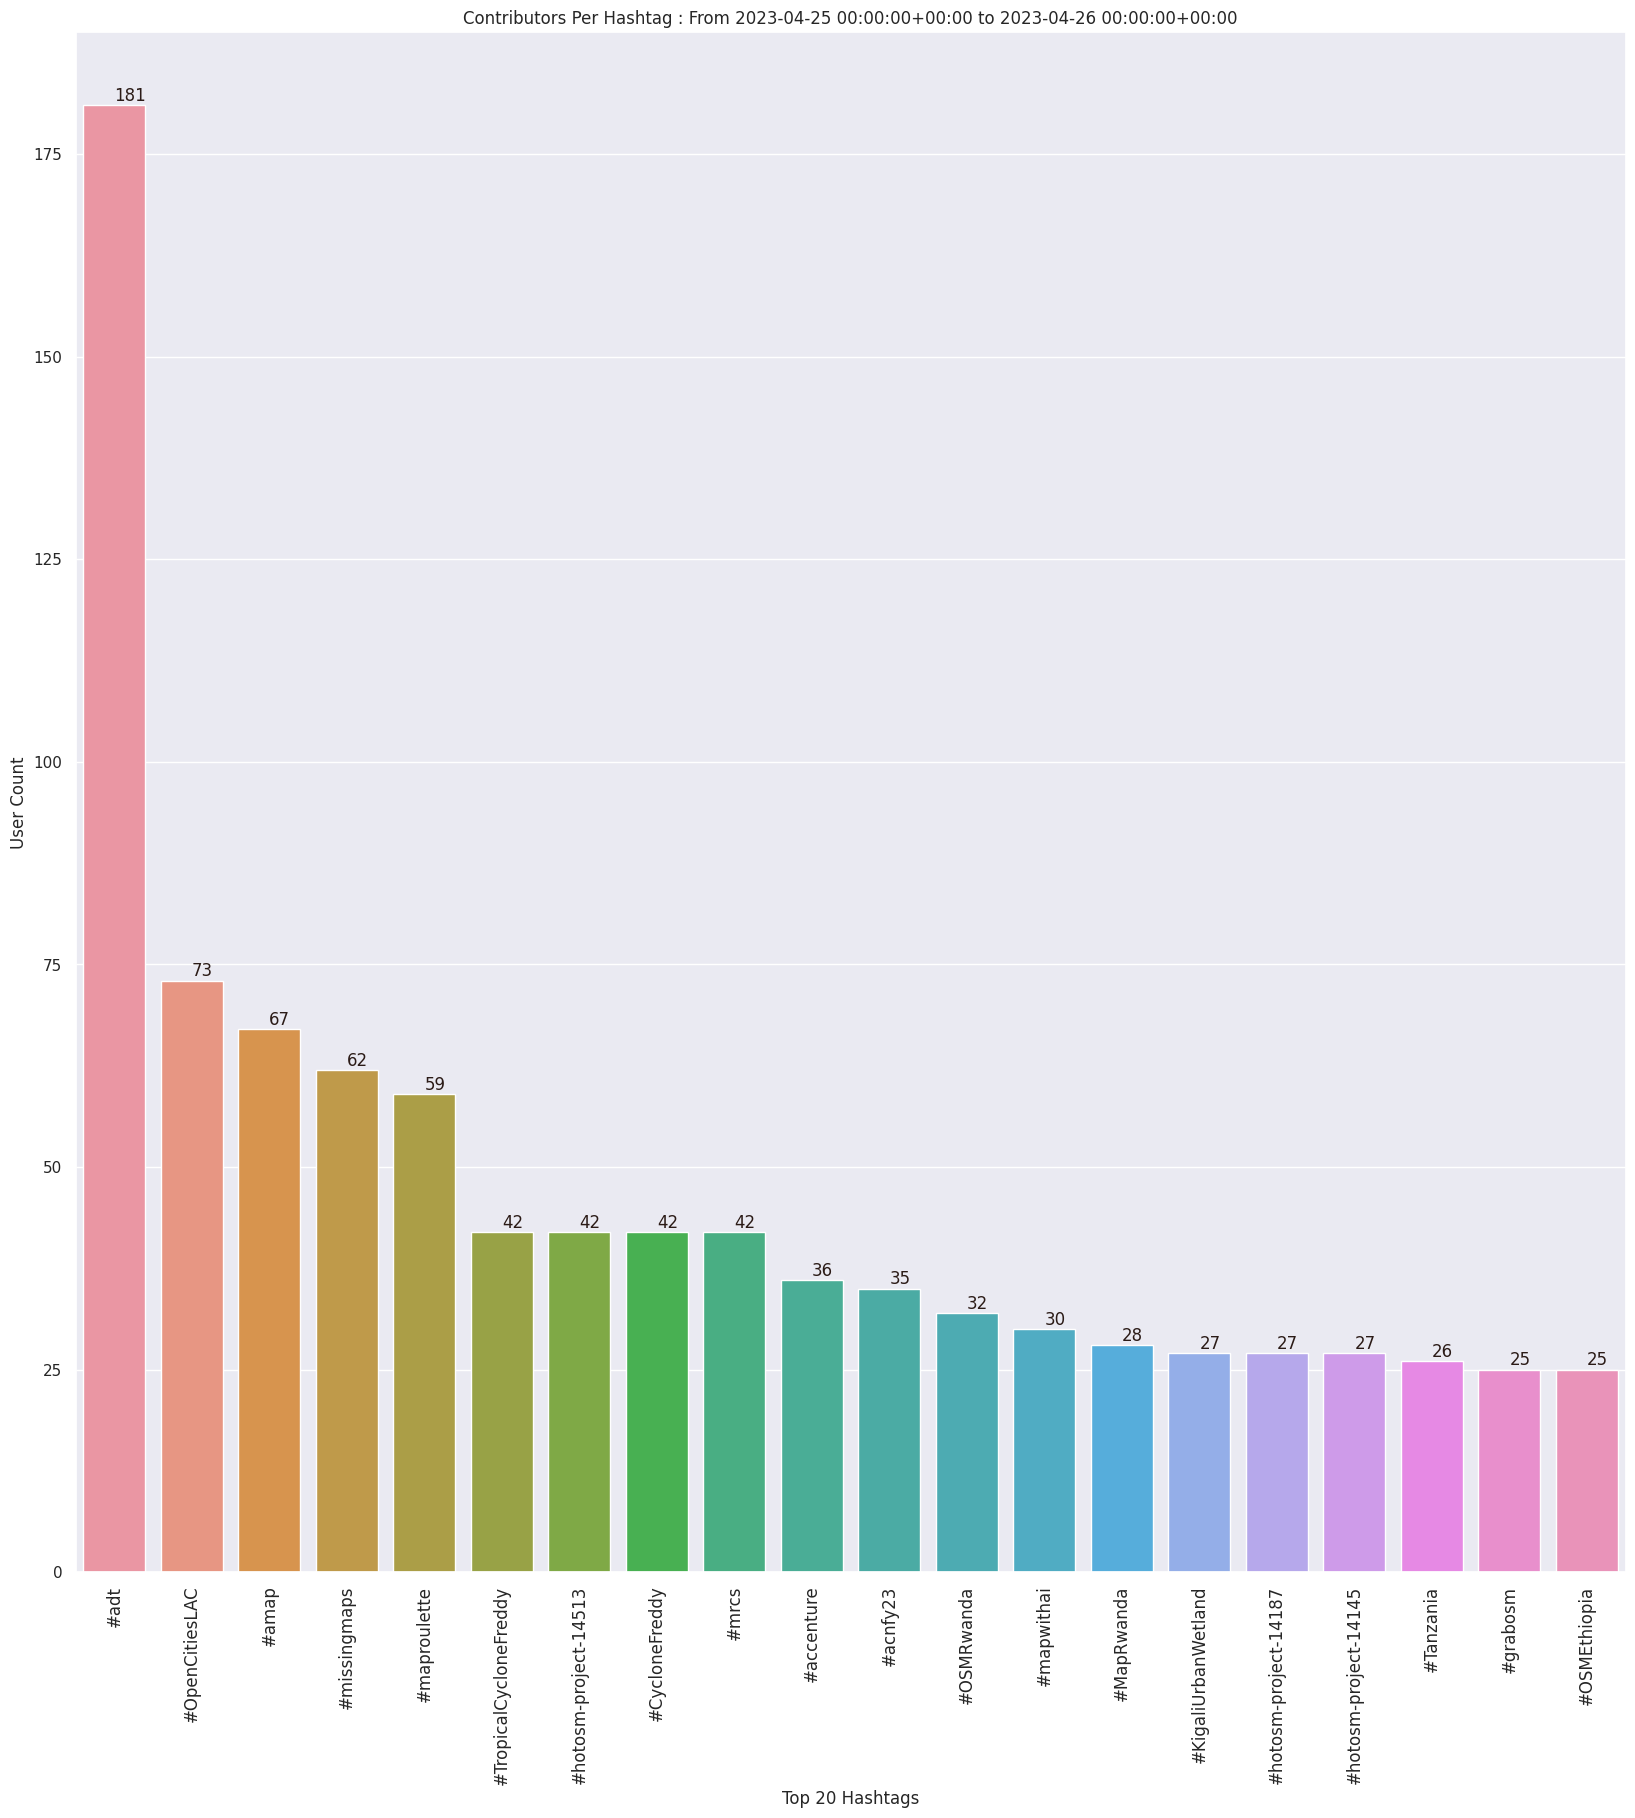 Contributors Per Hashtag : From 2023-04-25 00:00:00+00:00 to 2023-04-26 00:00:00+00:00
User Count
175
150
125
100
75
50
25
0
181
73
67
62
59
42
42
42
42
36
35
32
30
28
27
27
27
26
25
25
#adt
#OpenCitiesLAC
#amap
#missingmaps
#maproulette
#TropicalCycloneFreddy
#hotosm-project-14513
#CycloneFreddy
#mrcs
#accenture
#acnfy23
#OSMRwanda
#mapwithai
#MapRwanda
#KigaliUrbanWetland
#hotosm-project-14187
#hotosm-project-14145
#Tanzania
#grabosm
#OSMEthiopia
Top 20 Hashtags